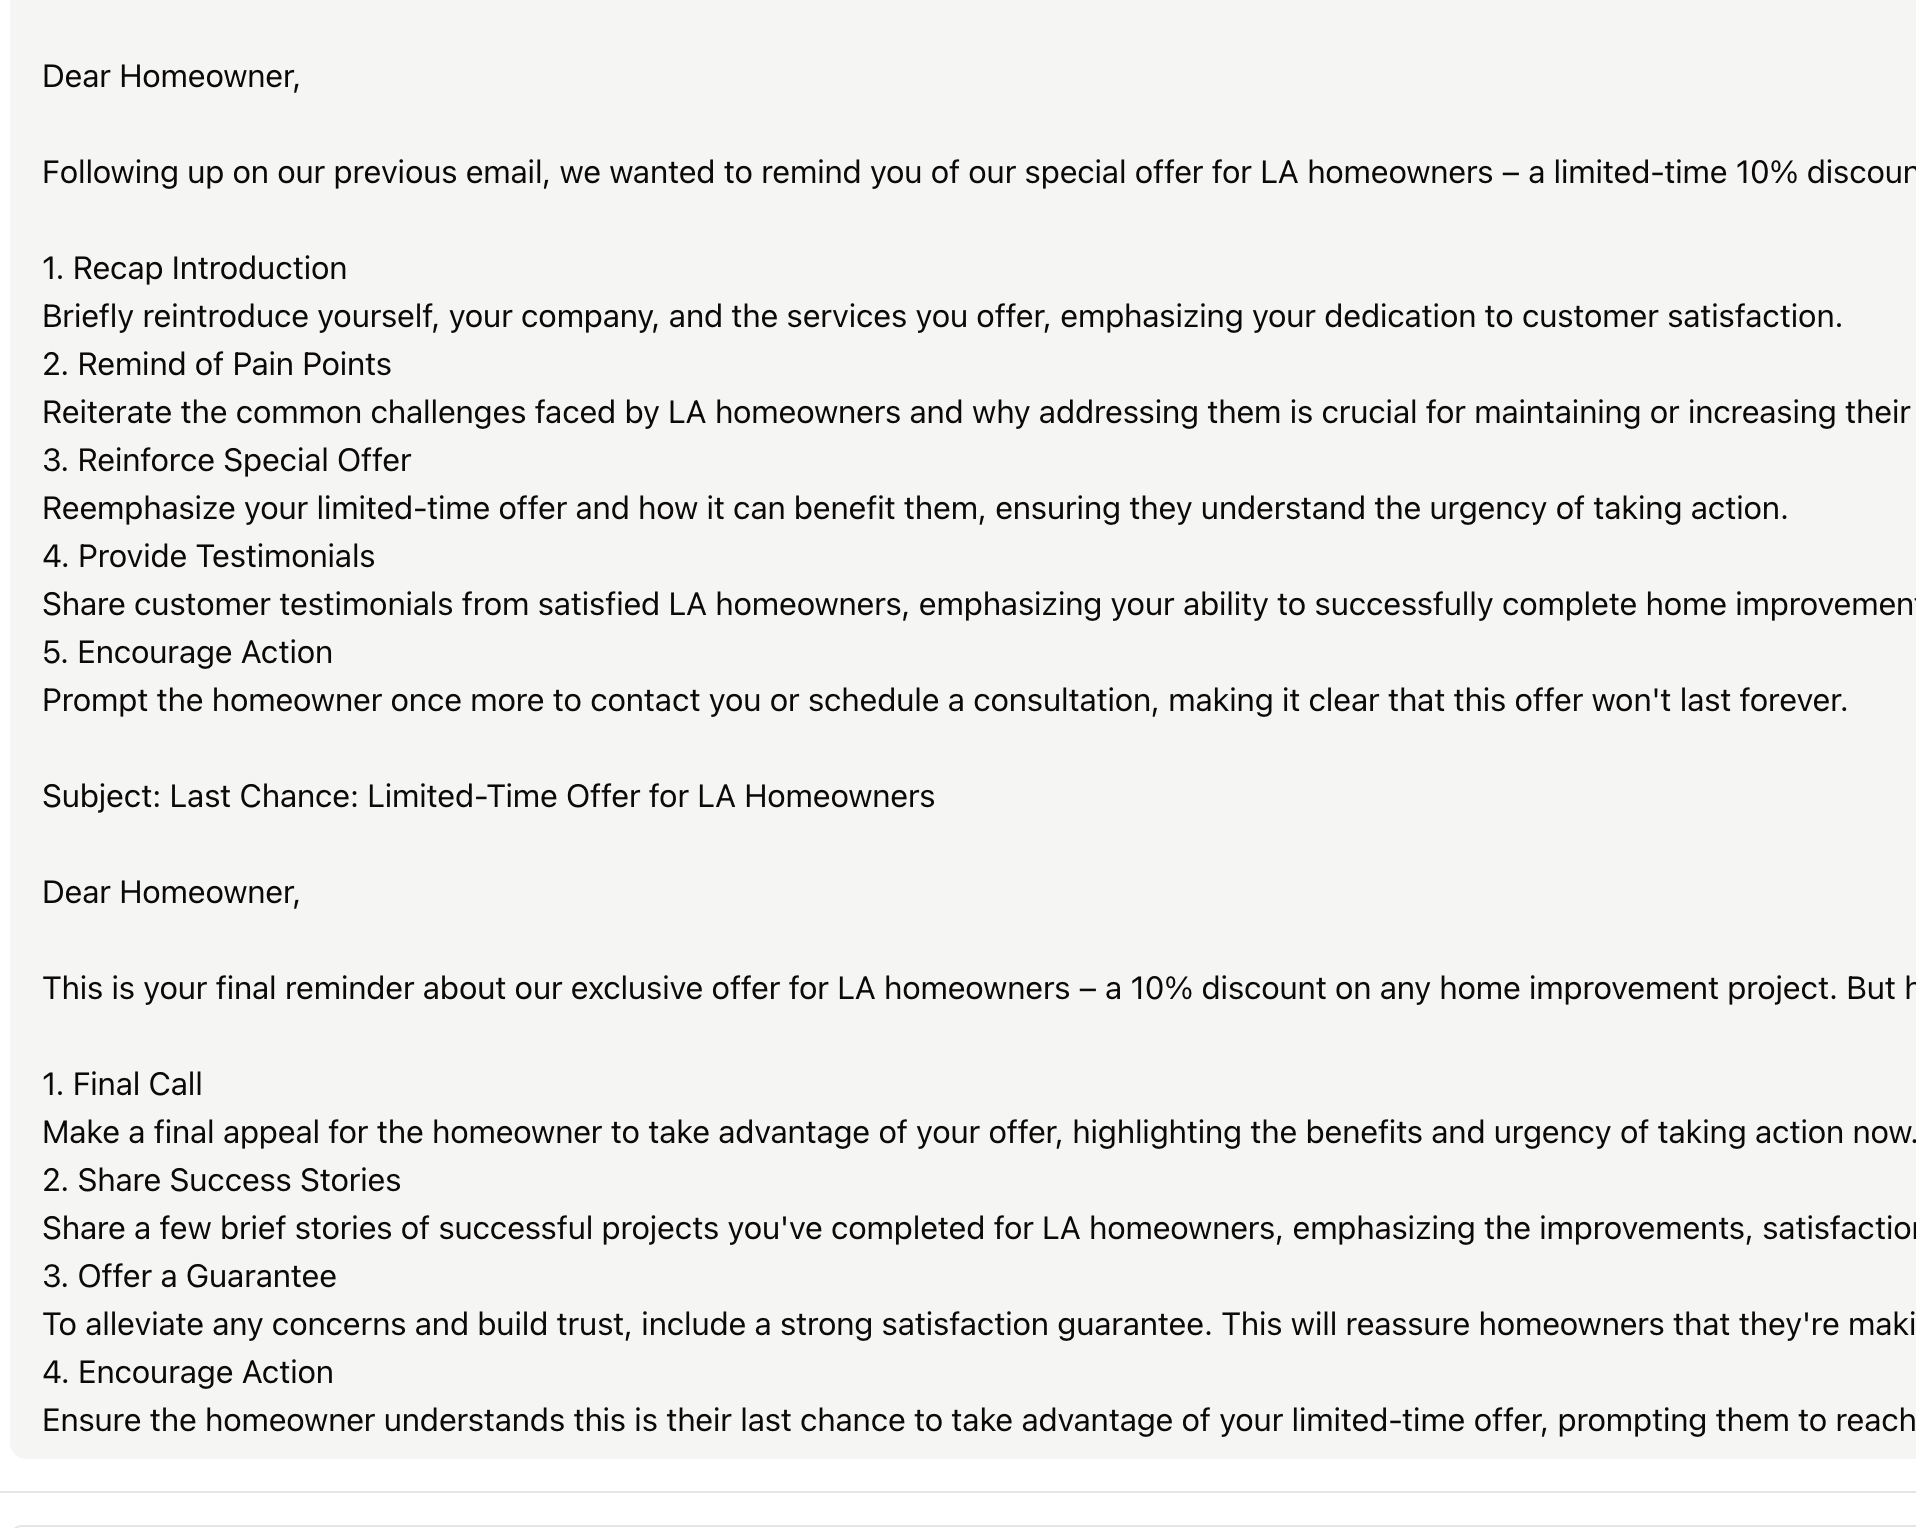 Dear Homeowner,
Following up on our previous email, we wanted to remind you of our special offer for LA homeowners – a limited-time 10% discoun
1. Recap Introduction
Briefly reintroduce yourself, your company, and the services you offer, emphasizing your dedication to customer satisfaction.
2. Remind of Pain Points
Reiterate the common challenges faced by LA homeowners and why addressing them is crucial for maintaining or increasing their
3. Reinforce Special Offer
Reemphasize your limited-time offer and how it can benefit them, ensuring they understand the urgency of taking action.
4. Provide Testimonials
Share customer testimonials from satisfied LA homeowners, emphasizing your ability to successfully complete home improvement
5. Encourage Action
Prompt the homeowner once more to contact you or schedule a consultation, making it clear that this offer won't last forever.
Subject: Last Chance: Limited-Time Offer for LA Homeowners
Dear Homeowner,
This is your final reminder about our exclusive offer for LA homeowners – a 10% discount on any home improvement project. But h
1. Final Call
Make a final appeal for the homeowner to take advantage of your offer, highlighting the benefits and urgency of taking action now.
2. Share Success Stories
Share a few brief stories of successful projects you've completed for LA homeowners, emphasizing the improvements, satisfaction
3. Offer a Guarantee
To alleviate any concerns and build trust, include a strong satisfaction guarantee. This will reassure homeowners that they're maki
4. Encourage Action
Ensure the homeowner understands this is their last chance to take advantage of your limited-time offer, prompting them to reach